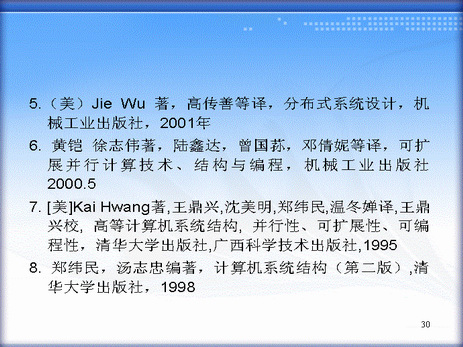 5.（美）Jie Wu 著，高传善等译，分布式系统设计，机
械工业出版社，2001年
6. 黄铠 徐志伟著，陆鑫达，曾国荪，邓倩妮等译，可扩
展并行计算技术、结构与编程，机械工业出版社
2000.5
7. [美]Kai Hwang著,王鼎兴,沈美明,郑纬民,温冬婵译,王鼎
兴校, 高等计算机系统结构, 并行性、可扩展性、可编
程性，清华大学出版社,广西科学技术出版社,1995
8. 郑纬民，汤志忠编著，计算机系统结构（第二版）,清
华大学出版社，1998
30